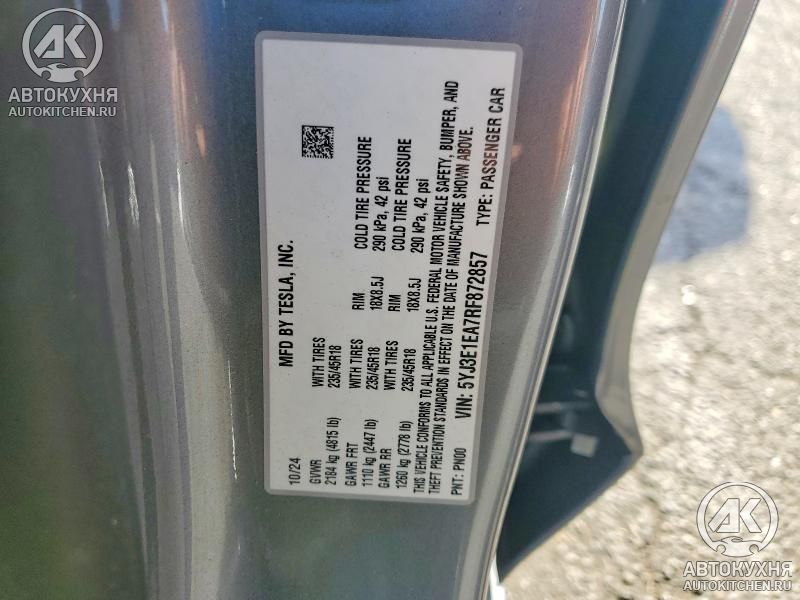 MFD BY TESLA, INC.
10/24
GVWR
2184 kg (4815 lb)
WITH TIRES
235/45R18
GAWR FRT
1110 kg (2447 lb)
WITH TIRES
235/45R18
RIM
18X8.5J
COLD TIRE PRESSURE
290 kPa, 42 psi
GAWR RR
1260 kg (2778 lb)
WITH TIRES
235/45R18
RIM
18X8.5J
COLD TIRE PRESSURE
290 kPa, 42 psi
THIS VEHICLE CONFORMS TO ALL APPLICABLE U.S. FEDERAL MOTOR VEHICLE SAFETY, BUMPER, AND
THEFT PREVENTION STANDARDS IN EFFECT ON THE DATE OF MANUFACTURE SHOWN ABOVE.
VIN: 5YJ3E1EA7RF872857
TYPE: PASSENGER CAR
PNT: PN00
АК
АВТОКУХНЯ
AUTOKITCHEN.RU
АК
АВТОКУХНЯ
AUTOKITCHEN.RU